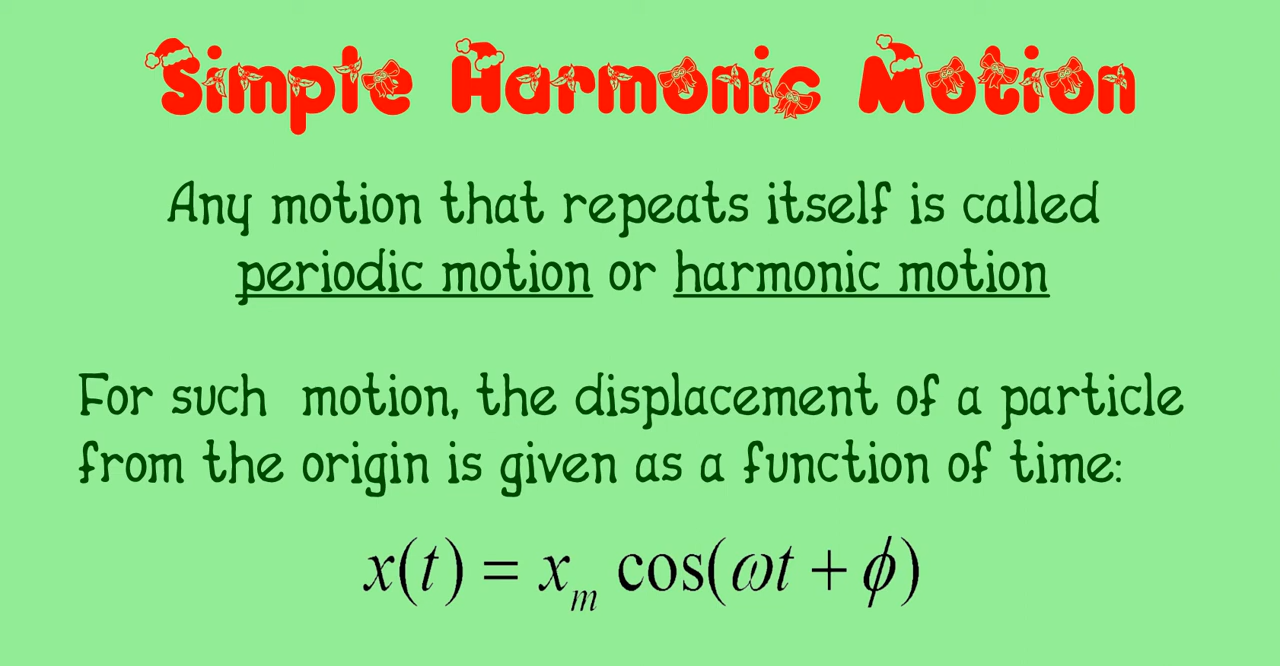 Simple Harmonic Motion
Any motion that repeats itself is called
periodic motion or harmonic motion
For such motion, the displacement of a particle
from the origin is given as a function of time:
x(t) = xₘ cos(ωt + ϕ)